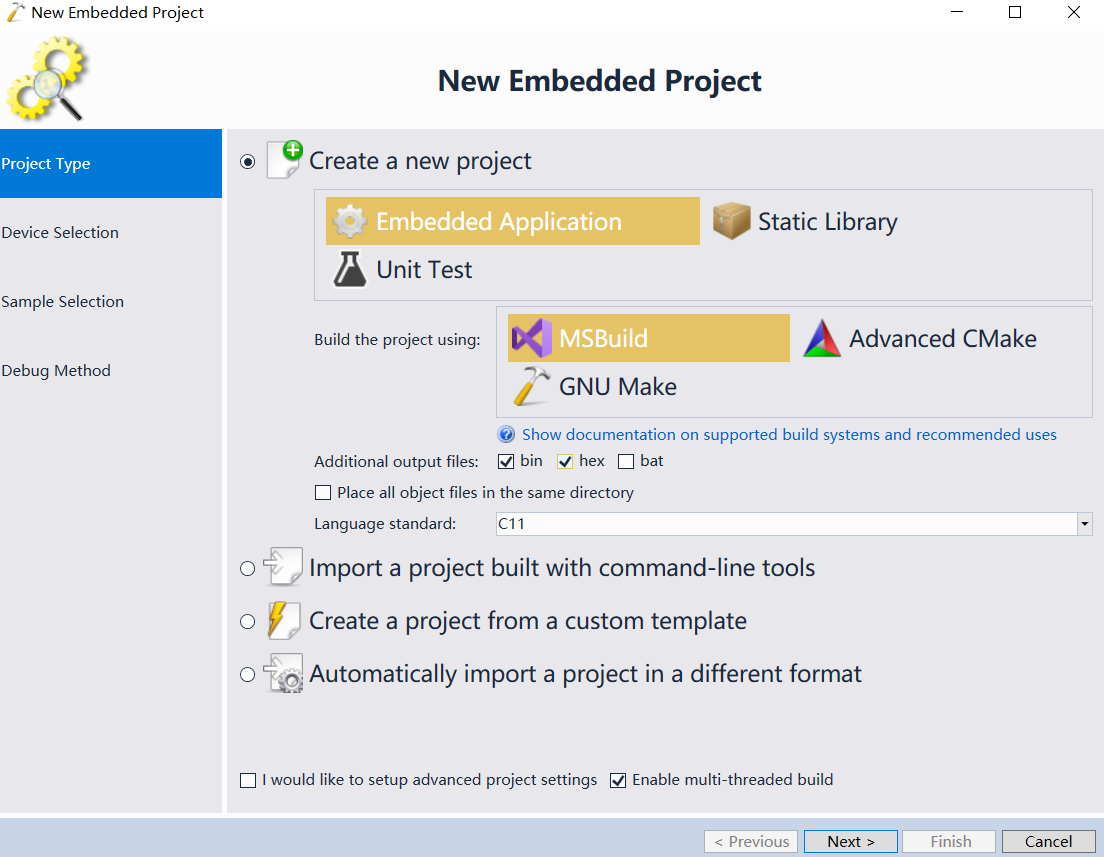 New Embedded Project
New Embedded Project
Project Type
Device Selection
Sample Selection
Debug Method
Create a new project
Embedded Application
Static Library
Unit Test
Build the project using:
MSBuild
Advanced CMake
GNU Make
Show documentation on supported build systems and recommended uses
Additional output files: bin hex bat
Place all object files in the same directory
Language standard: C11
Import a project built with command-line tools
Create a project from a custom template
Automatically import a project in a different format
I would like to setup advanced project settings Enable multi-threaded build
< Previous Next > Finish Cancel